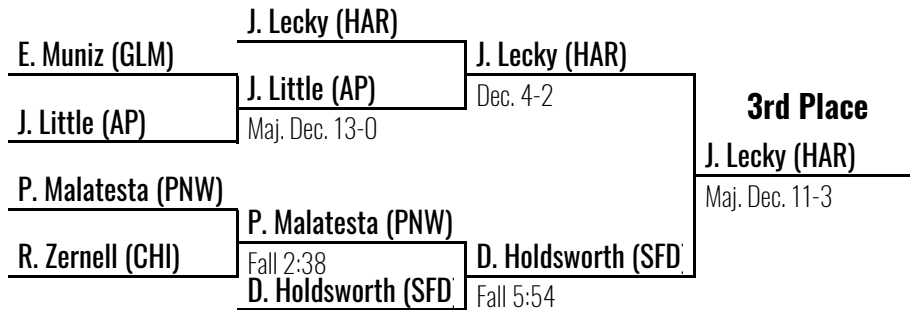 J. Lecky (HAR)
E. Muniz (GLM)
J. Lecky (HAR)
J. Little (AP)
Dec. 4-2
3rd Place
J. Little (AP)
Maj. Dec. 13-0
J. Lecky (HAR)
P. Malatesta (PNW)
Maj. Dec. 11-3
P. Malatesta (PNW)
R. Zernell (CHI)
D. Holdsworth (SFD)
Fall 2:38
D. Holdsworth (SFD
Fall 5:54